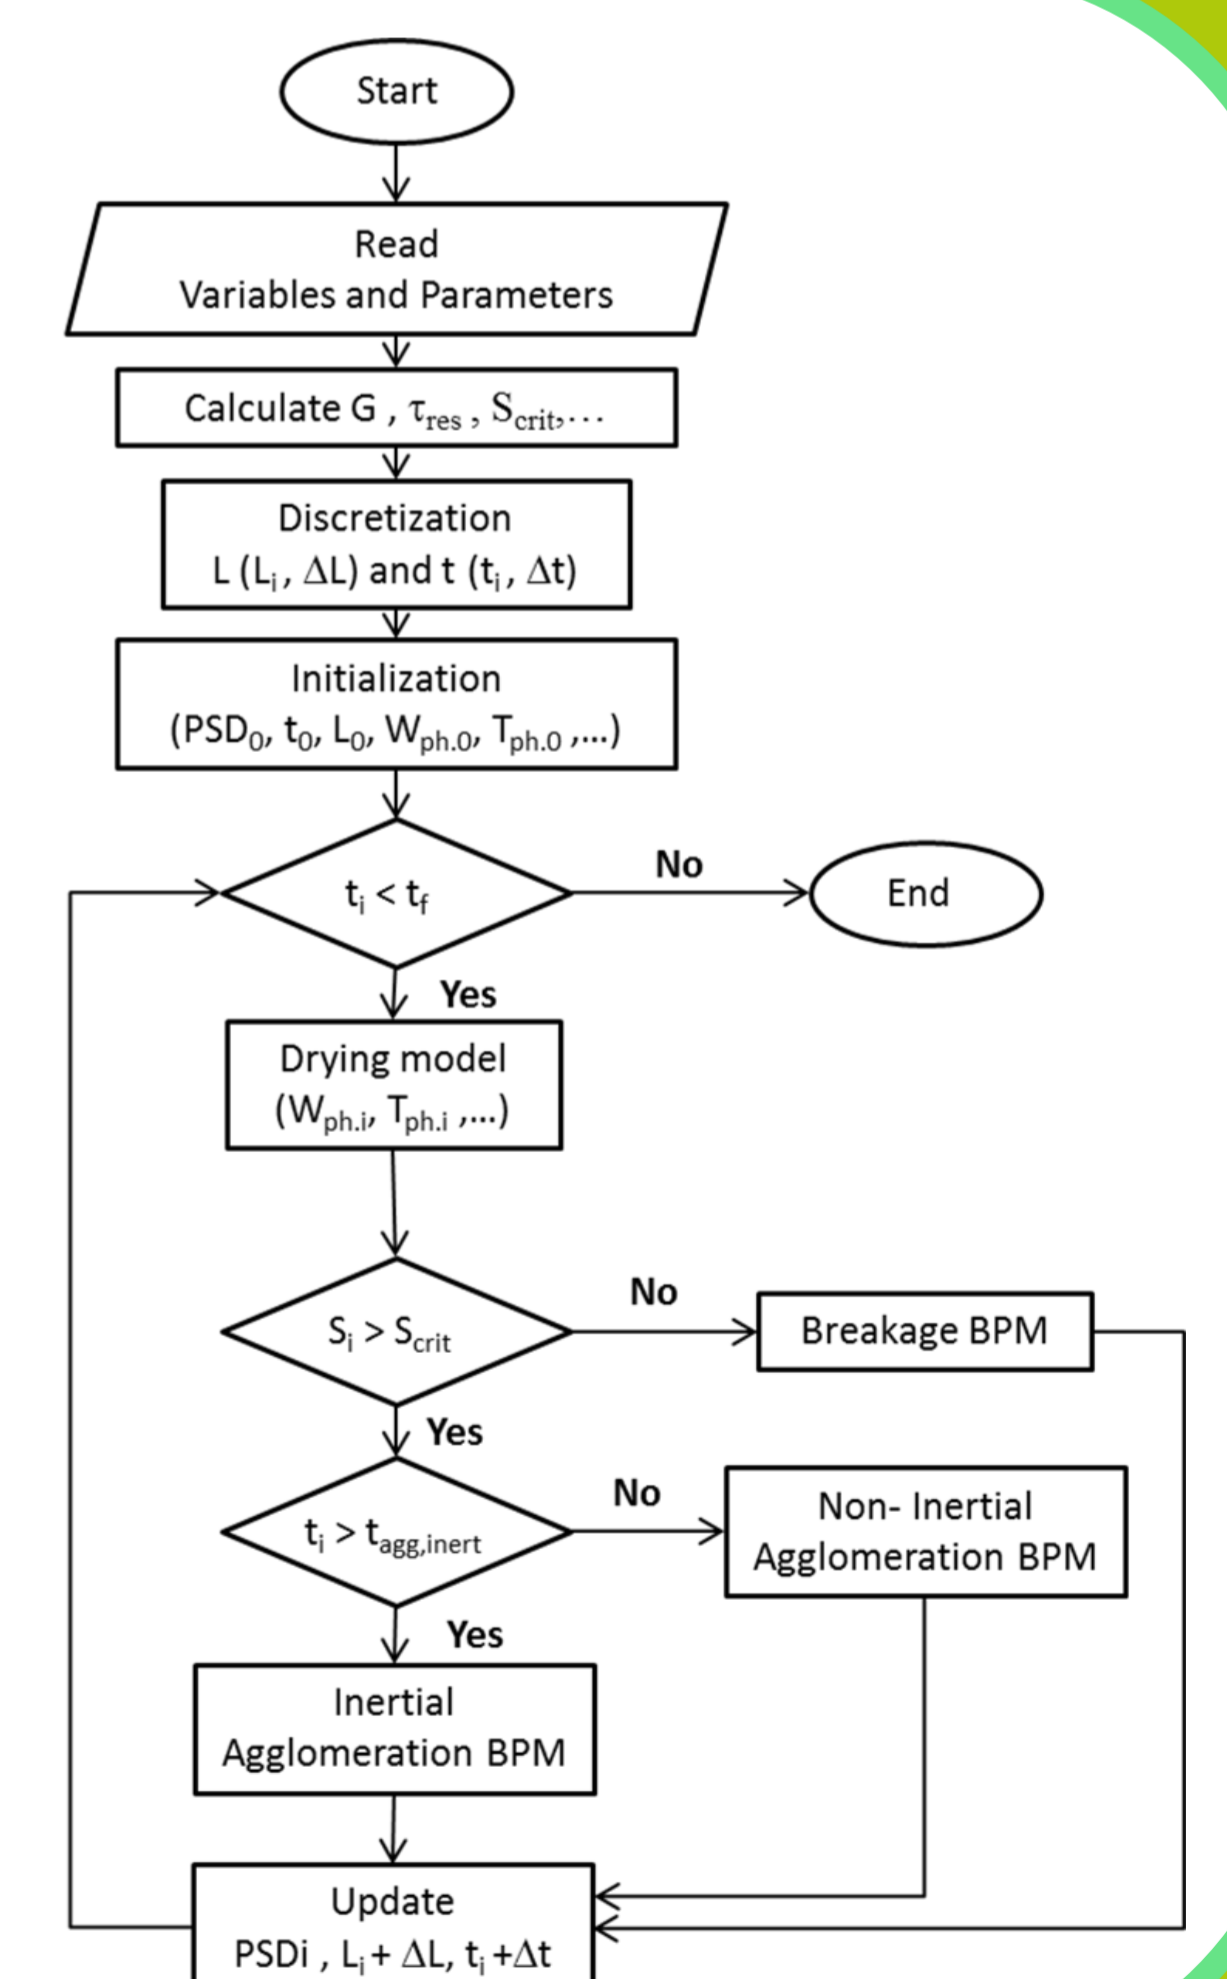 Start
Read
Variables and Parameters
Calculate G , τres , Scrit,...
Discretization
L (Li , ΔL) and t (ti , Δt)
Initialization
(PSD0, t0, L0, Wph.0, Tph.0 ,...)
ti < tf
No
End
Yes
Drying model
(Wph.i, Tph.i ,...)
Si > Scrit
No
Breakage BPM
Yes
ti > tagg,inert
No
Non- Inertial
Agglomeration BPM
Yes
Inertial
Agglomeration BPM
Update
PSDi , Li + ΔL, ti +Δt